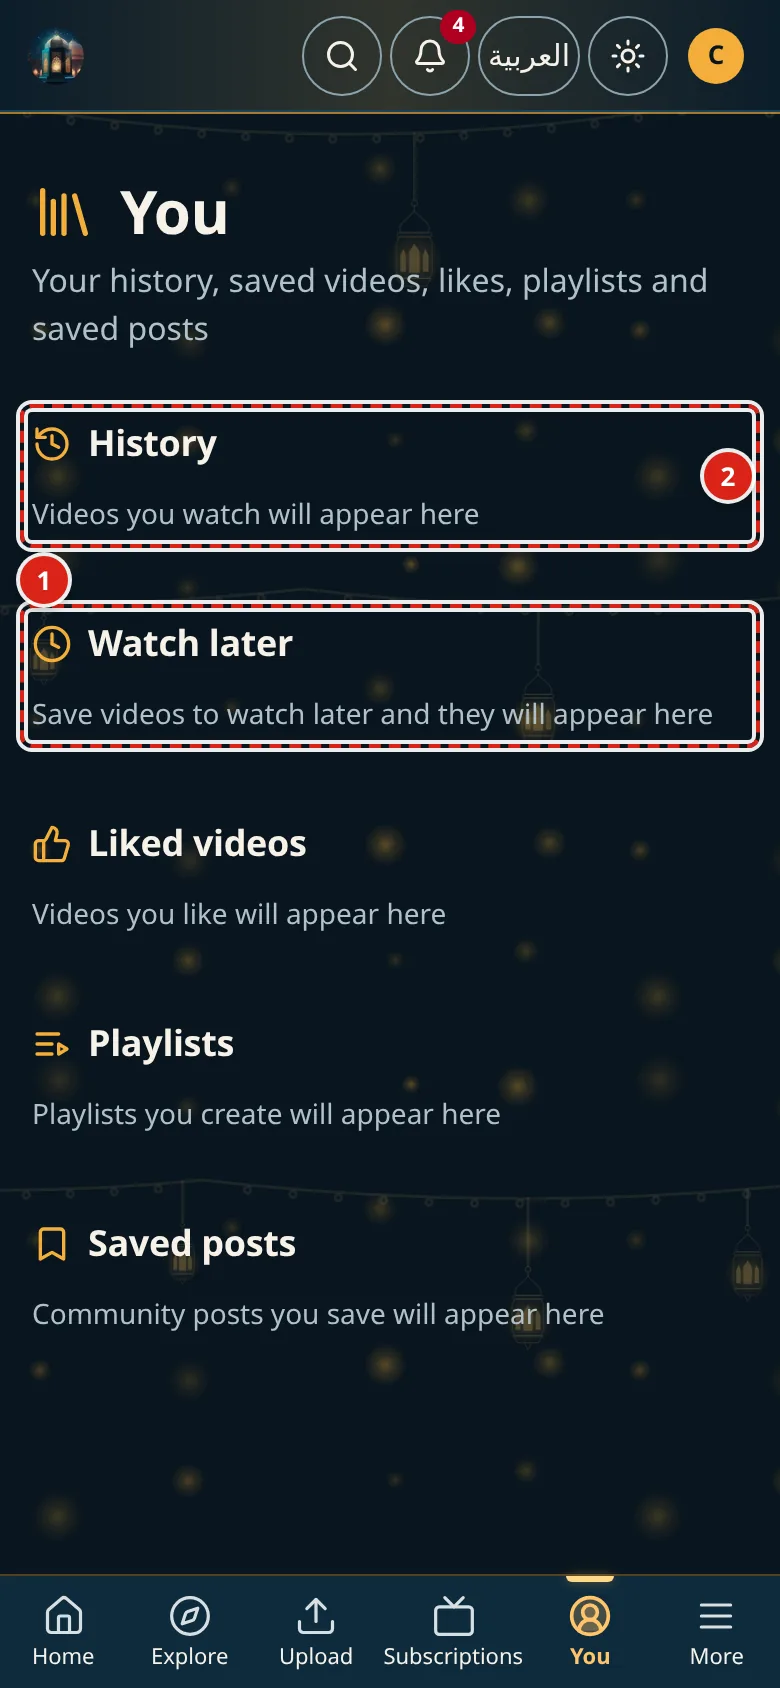 4
العربية
C
You
Your history, saved videos, likes, playlists and
saved posts
History
2
Videos you watch will appear here
1
Watch later
Save videos to watch later and they will appear here
Liked videos
Videos you like will appear here
Playlists
Playlists you create will appear here
Saved posts
Community posts you save will appear here
Home
Explore
Upload
Subscriptions
You
More